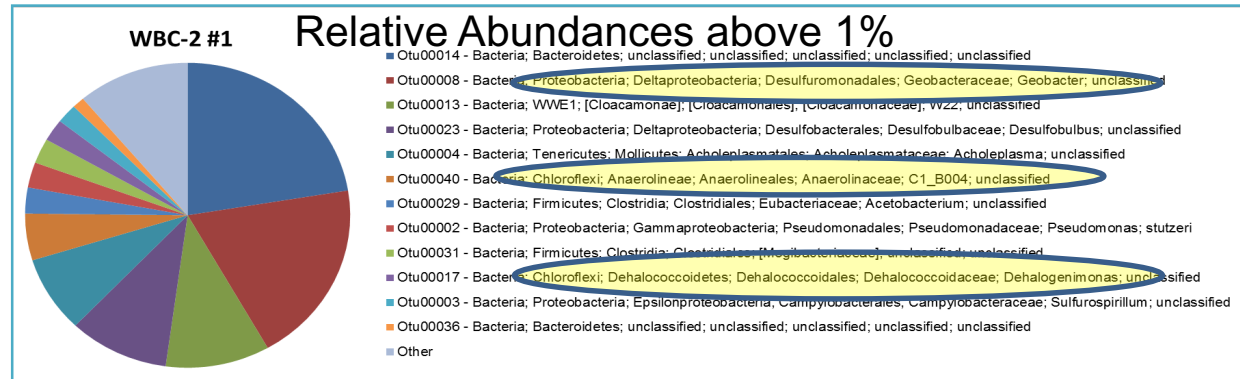 Relative Abundances above 1%
WBC-2 #1
Otu00014 - Bacteria; Bacteroidetes; unclassified; unclassified; unclassified; unclassified; unclassified
Otu00008 - Bacteria; Proteobacteria; Deltaproteobacteria; Desulfuromonadales; Geobacteraceae; Geobacter; unclassified
Otu00013 - Bacteria; WWE1; [Cloacamonae]; [Cloacamonales]; [Cloacamonaceae]; W22; unclassified
Otu00023 - Bacteria; Proteobacteria; Deltaproteobacteria; Desulfobacterales; Desulfobulbaceae; Desulfobulbus; unclassified
Otu00004 - Bacteria; Tenericutes; Mollicutes; Acholeplasmatales; Acholeplasmataceae; Acholeplasma; unclassified
Otu00040 - Bacteria; Chloroflexi; Anaerolineae; Anaerolineales; Anaerolinaceae; C1_B004; unclassified
Otu00029 - Bacteria; Firmicutes; Clostridia; Clostridiales; Eubacteriaceae; Acetobacterium; unclassified
Otu00002 - Bacteria; Proteobacteria; Gammaproteobacteria; Pseudomonadales; Pseudomonadaceae; Pseudomonas; stutzeri
Otu00031 - Bacteria; Firmicutes; Clostridia; Clostridiales; [Mogibacteriaceae]; unclassified; unclassified
Otu00017 - Bacteria; Chloroflexi; Dehalococcoidetes; Dehalococcoidales; Dehalococcoidaceae; Dehalogenimonas; unclassified
Otu00003 - Bacteria; Proteobacteria; Epsilonproteobacteria; Campylobacterales; Campylobacteraceae; Sulfurospirillum; unclassified
Otu00036 - Bacteria; Bacteroidetes; unclassified; unclassified; unclassified; unclassified; unclassified
Other